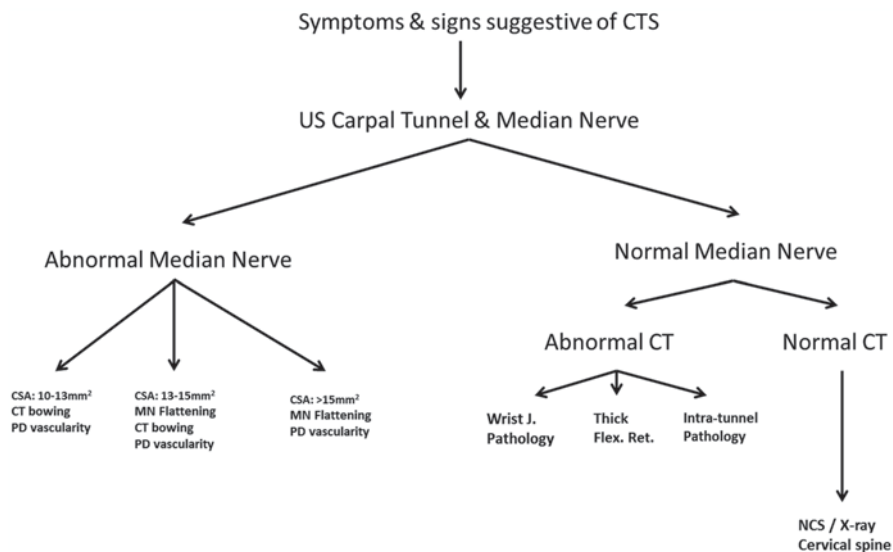 Symptoms & signs suggestive of CTS
US Carpal Tunnel & Median Nerve
Abnormal Median Nerve
Normal Median Nerve
Abnormal CT
Normal CT
CSA: 10-13mm²
CT bowing
PD vascularity
CSA: 13-15mm²
MN Flattening
CT bowing
PD vascularity
CSA: >15mm²
MN Flattening
PD vascularity
Wrist J.
Pathology
Thick
Flex. Ret.
Intra-tunnel
Pathology
NCS / X-ray
Cervical spine